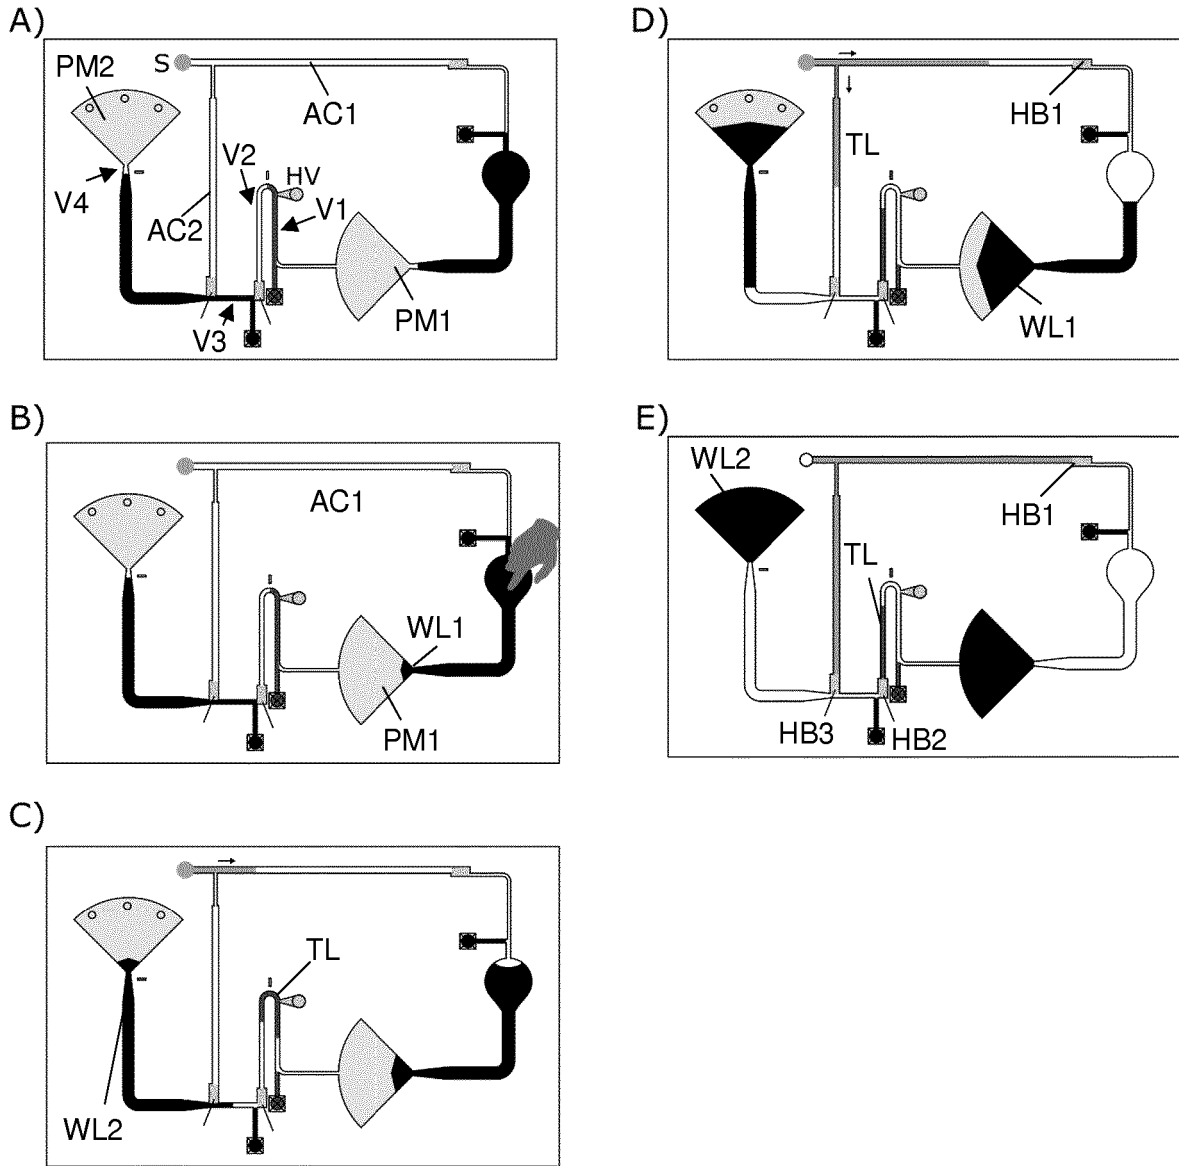 A)
PM2
S
AC1
V2
HV
V4
V1
AC2
PM1
V3
B)
AC1
WL1
PM1
C)
TL
WL2
D)
HB1
TL
WL1
E)
WL2
HB1
TL
HB3
HB2